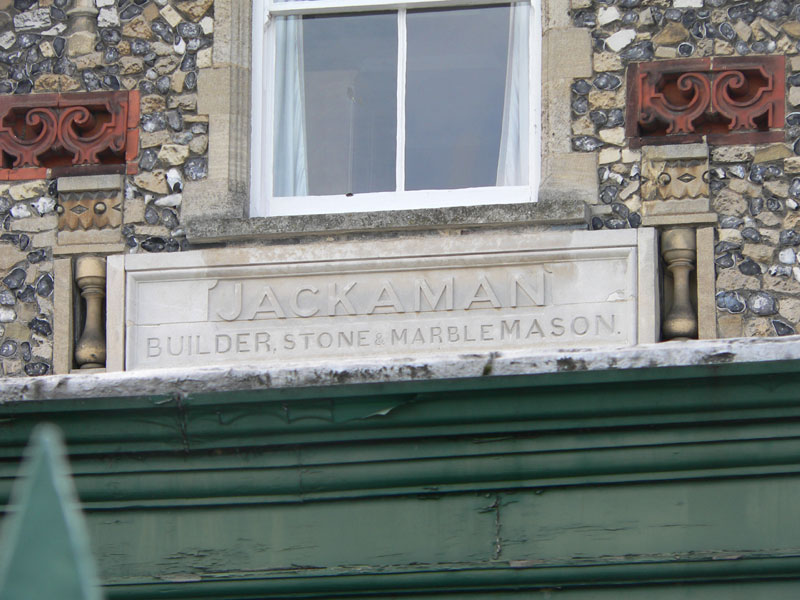 JACKAMAN
BUILDER, STONE & MARBLE MASON.